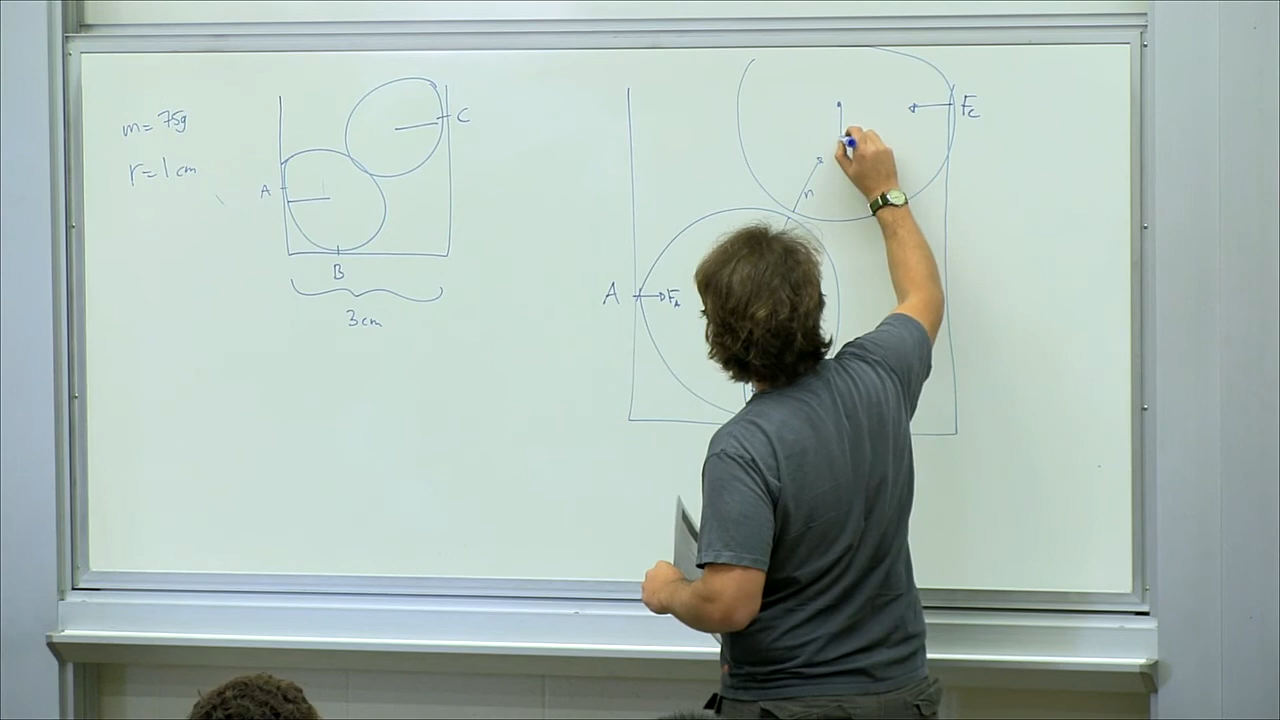 m = 75g
r = 1 cm
A
B
C
3cm
A
F_A
n
F_C